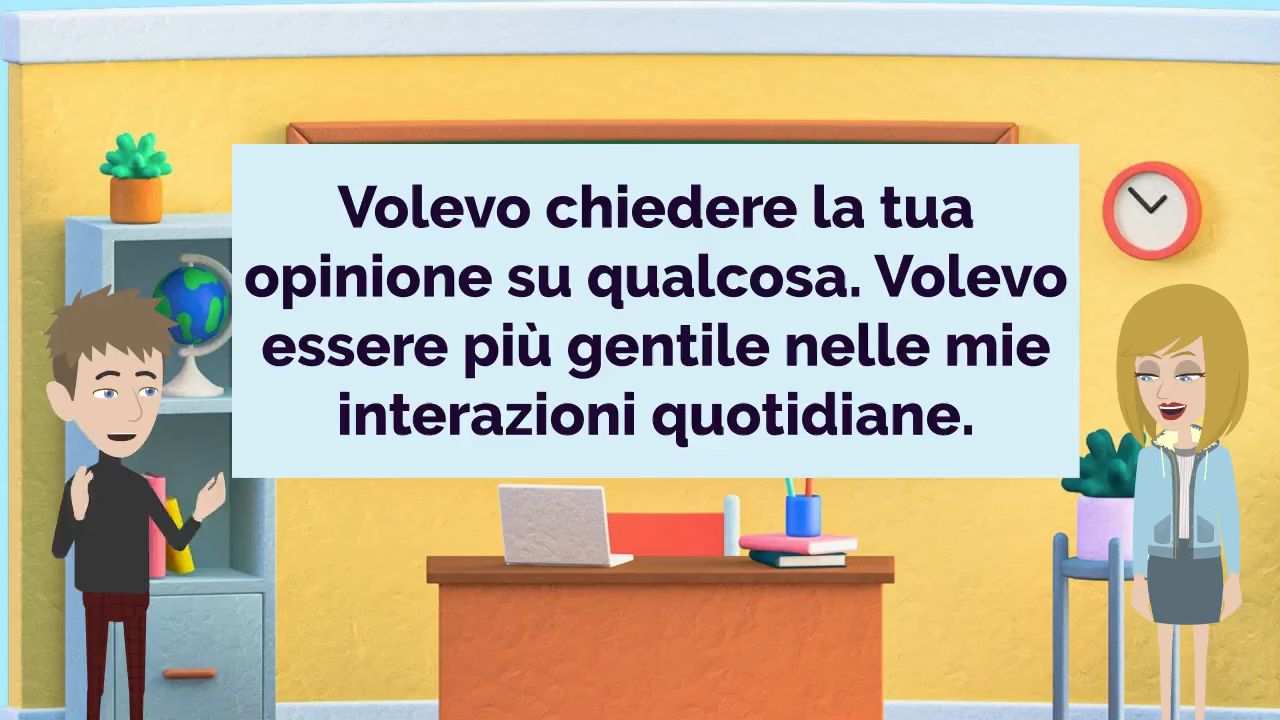 Volevo chiedere la tua
opinione su qualcosa. Volevo
essere più gentile nelle mie
interazioni quotidiane.